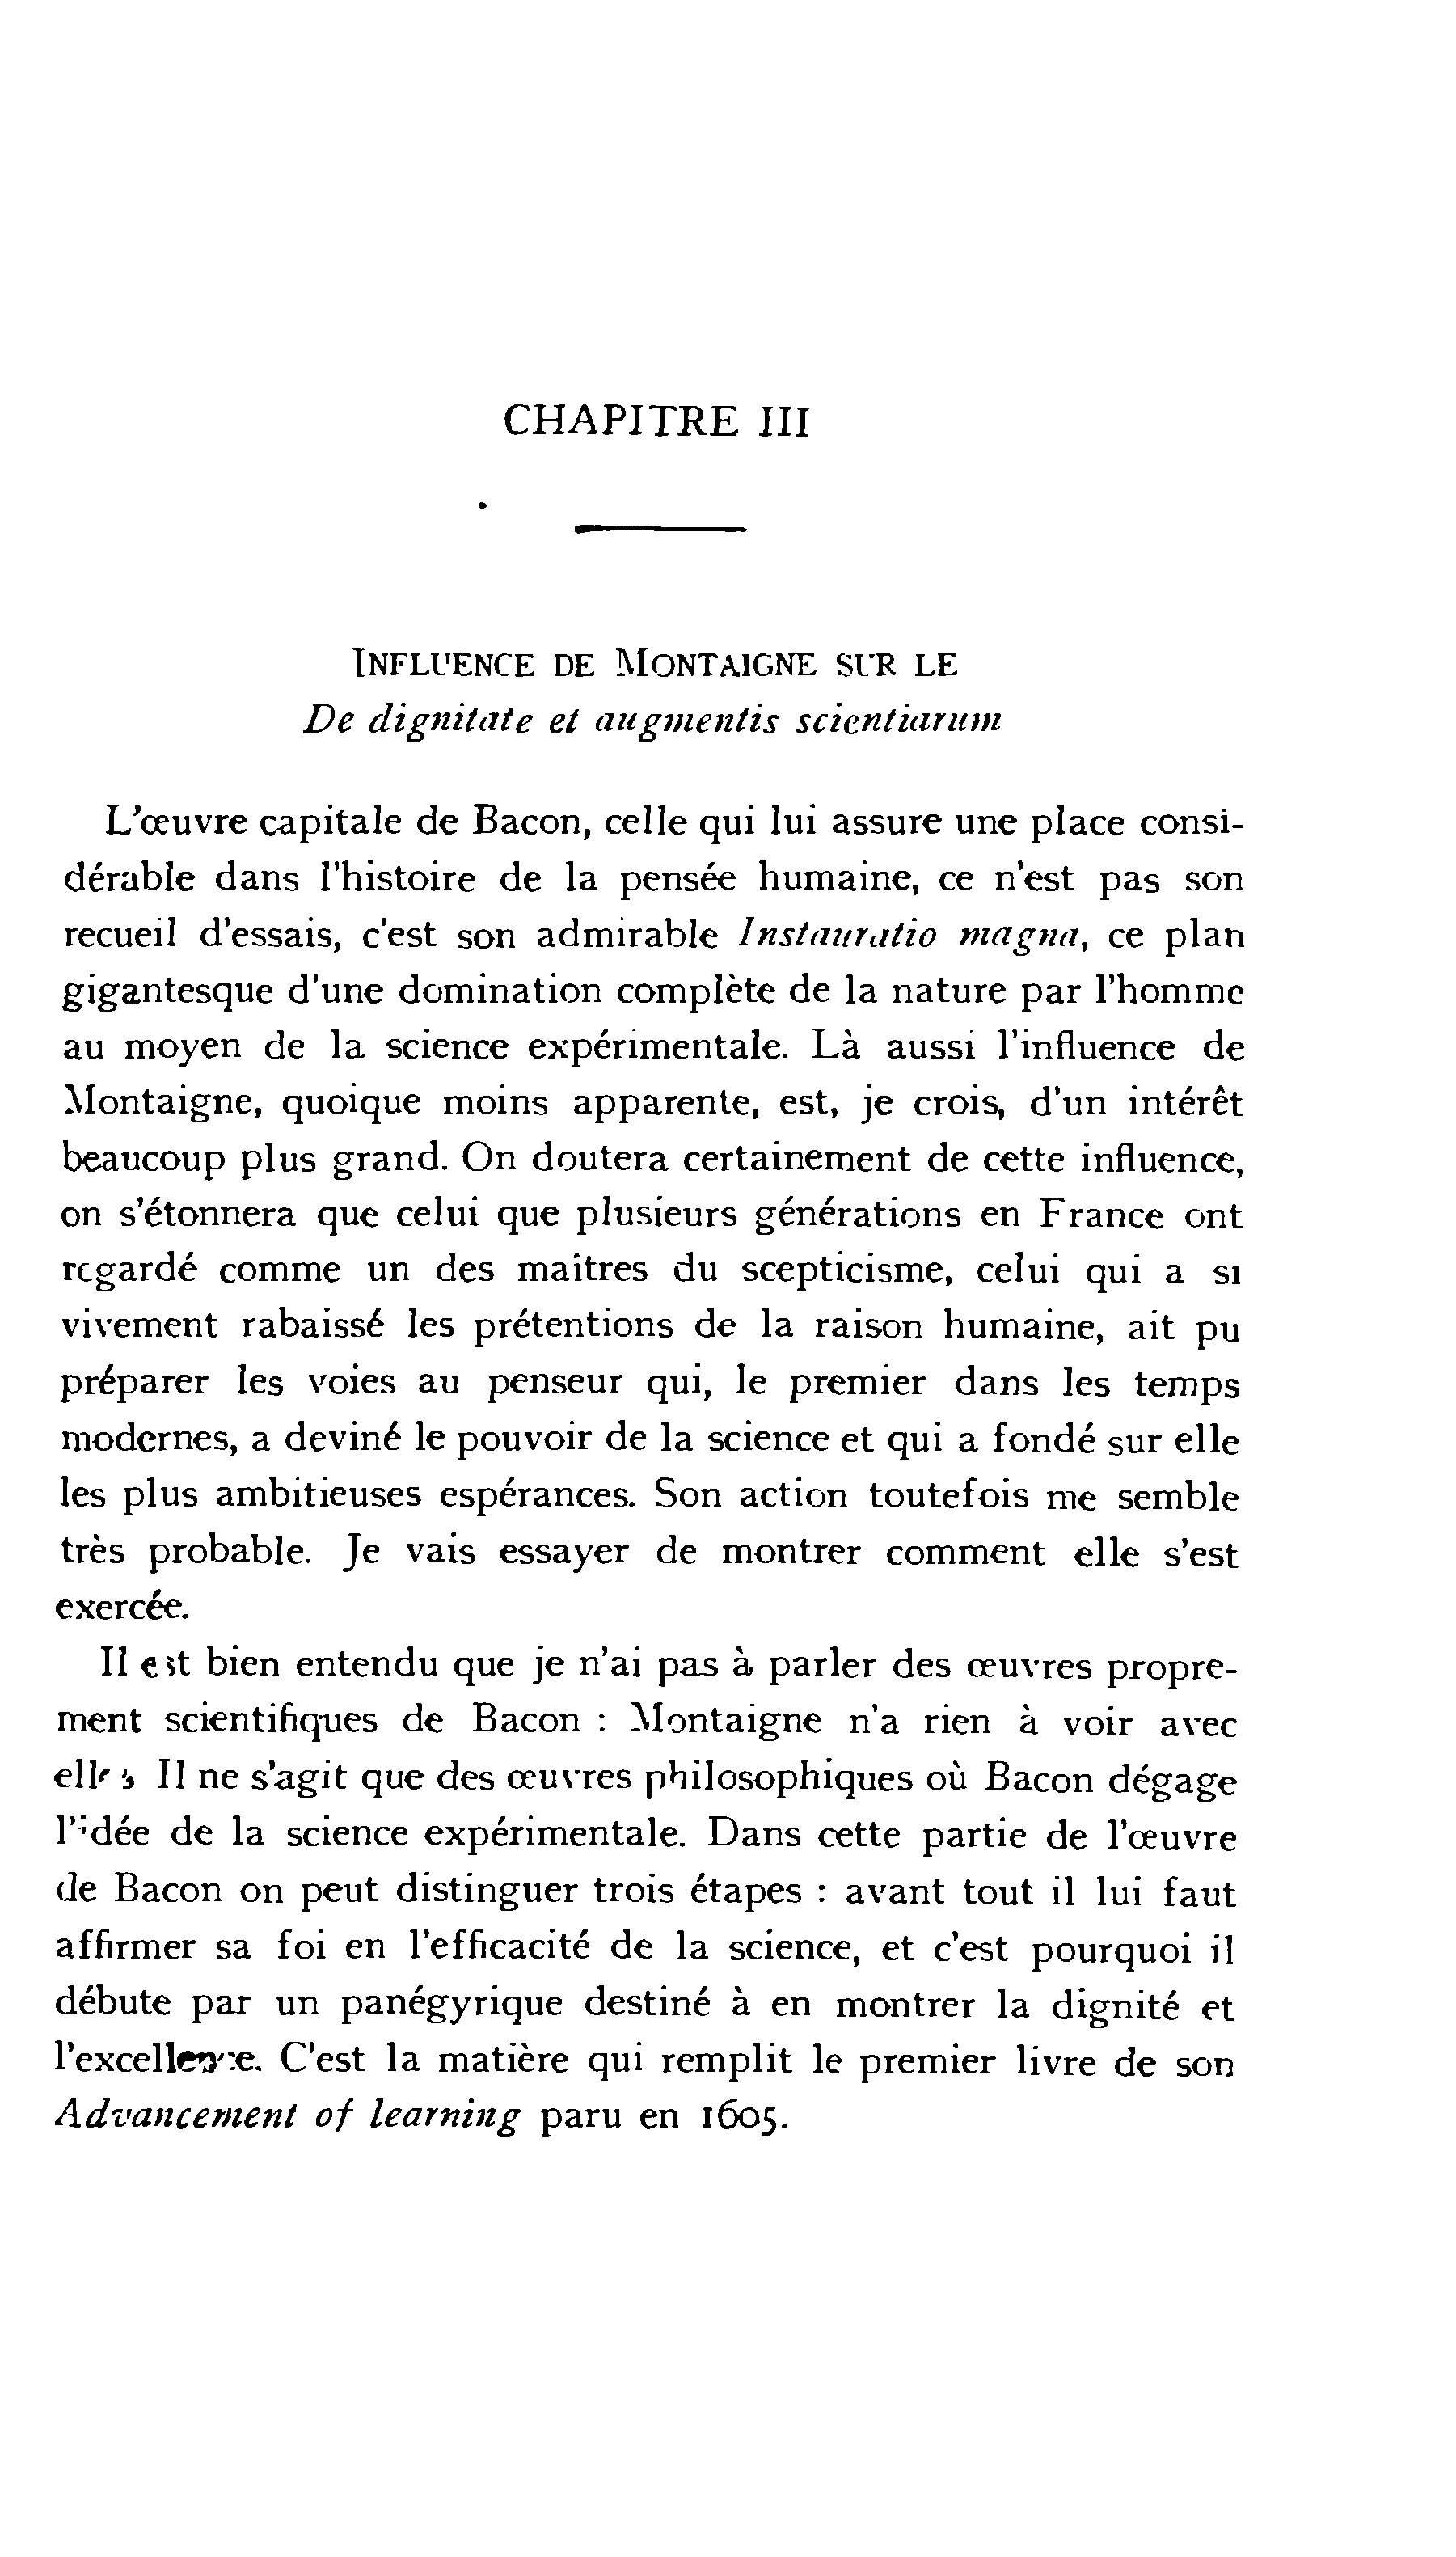 CHAPITRE III
INFLUENCE DE MONTAIGNE SUR LE
De dignitate et augmentis scientiarum
L'œuvre capitale de Bacon, celle qui lui assure une place consi-
dérable dans l'histoire de la pensée humaine, ce n'est pas son
recueil d'essais, c'est son admirable Instauratio magna, ce plan
gigantesque d'une domination complète de la nature par l'homme
au moyen de la science expérimentale. Là aussi l'influence de
Montaigne, quoique moins apparente, est, je crois, d'un intérêt
beaucoup plus grand. On doutera certainement de cette influence,
on s'étonnera que celui que plusieurs générations en France ont
regardé comme un des maîtres du scepticisme, celui qui a si
vivement rabaissé les prétentions de la raison humaine, ait pu
préparer les voies au penseur qui, le premier dans les temps
modernes, a deviné le pouvoir de la science et qui a fondé sur elle
les plus ambitieuses espérances. Son action toutefois me semble
très probable. Je vais essayer de montrer comment elle s'est
exercée.
Il est bien entendu que je n'ai pas à parler des œuvres propre-
ment scientifiques de Bacon : Montaigne n'a rien à voir avec
elles Il ne s'agit que des œuvres philosophiques où Bacon dégage
l'idée de la science expérimentale. Dans cette partie de l'œuvre
de Bacon on peut distinguer trois étapes : avant tout il lui faut
affirmer sa foi en l'efficacité de la science, et c'est pourquoi il
débute par un panégyrique destiné à en montrer la dignité et
l'excellence. C'est la matière qui remplit le premier livre de son
Advancement of learning paru en 1605.